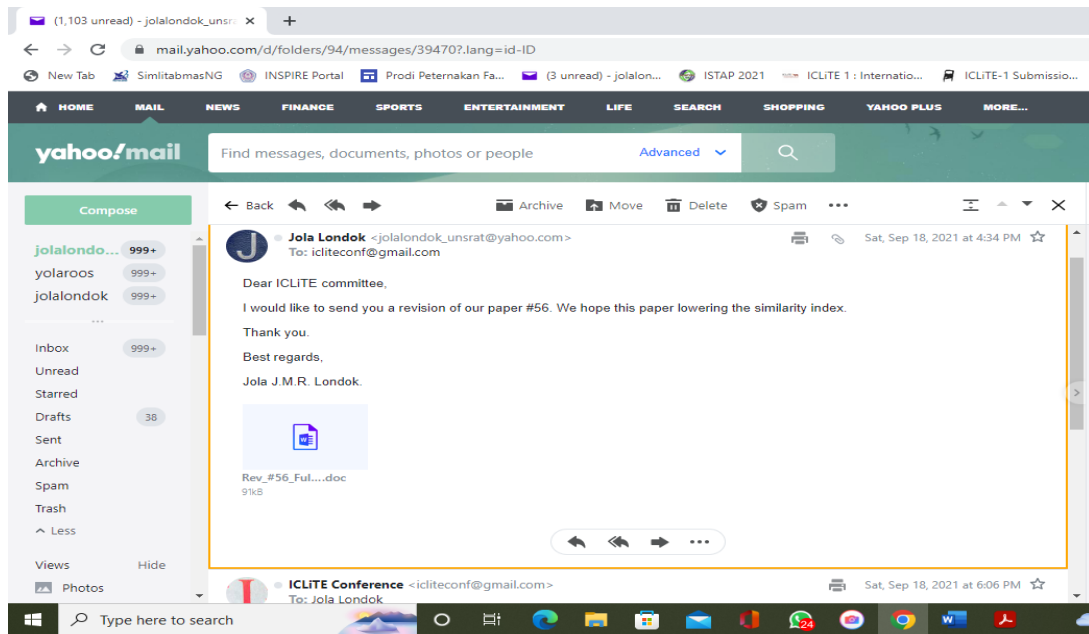 (1,103 unread) - jolalondok_unsr
mail.yahoo.com/d/folders/94/messages/39470?.lang=id-ID
New Tab SimlitabmasNG INSPIRE Portal Prodi Peternakan Fa... (3 unread) - jolalon... ISTAP 2021 ICLiTE 1 : Internatio... ICLiTE-1 Submissio...
HOME MAIL NEWS FINANCE SPORTS ENTERTAINMENT LIFE SEARCH SHOPPING YAHOO PLUS MORE...
yahoo!mail Find messages, documents, photos or people Advanced
Compose Back Archive Move Delete Spam
jolalondo... 999+
yolaroos 999+
jolalondok 999+
Inbox 999+
Unread
Starred
Drafts 38
Sent
Archive
Spam
Trash
Less
Views Hide
Photos
J Jola Londok <jolalondok_unsrat@yahoo.com> Sat, Sep 18, 2021 at 4:34 PM
To: icliteconf@gmail.com
Dear ICLiTE committee,
I would like to send you a revision of our paper #56. We hope this paper lowering the similarity index.
Thank you.
Best regards,
Jola J.M.R. Londok.
Rev_#56_Ful....doc
91kB
I ICLiTE Conference <icliteconf@gmail.com> Sat, Sep 18, 2021 at 6:06 PM
To: Jola Londok
Type here to search 24